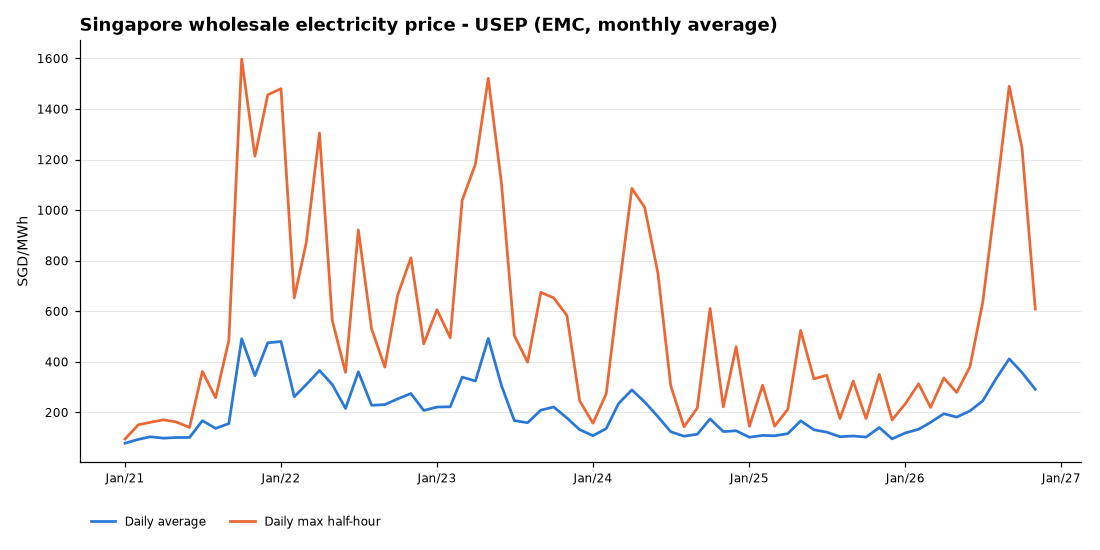 Singapore wholesale electricity price - USEP (EMC, monthly average)
SGD/MWh
1600
1400
1200
1000
800
600
400
200
Jan/21 Jan/22 Jan/23 Jan/24 Jan/25 Jan/26 Jan/27
Daily average Daily max half-hour